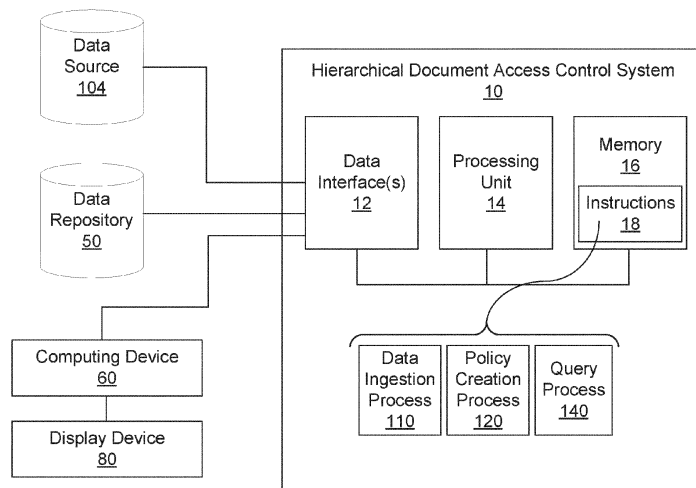 Data
Source
104
Hierarchical Document Access Control System
10
Data
Interface(s)
12
Processing
Unit
14
Memory
16
Instructions
18
Data
Repository
50
Computing Device
60
Display Device
80
Data
Ingestion
Process
110
Policy
Creation
Process
120
Query
Process
140